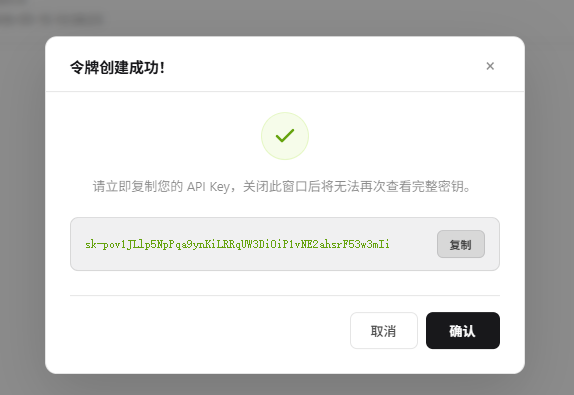 令牌创建成功！
×
请立即复制您的 API Key，关闭此窗口后将无法再次查看完整密钥。
sk-pov1JLlp5NpPqa9ynKiLRRqUW3DiOiP1vNE2ahsrF53w3mIi
复制
取消
确认